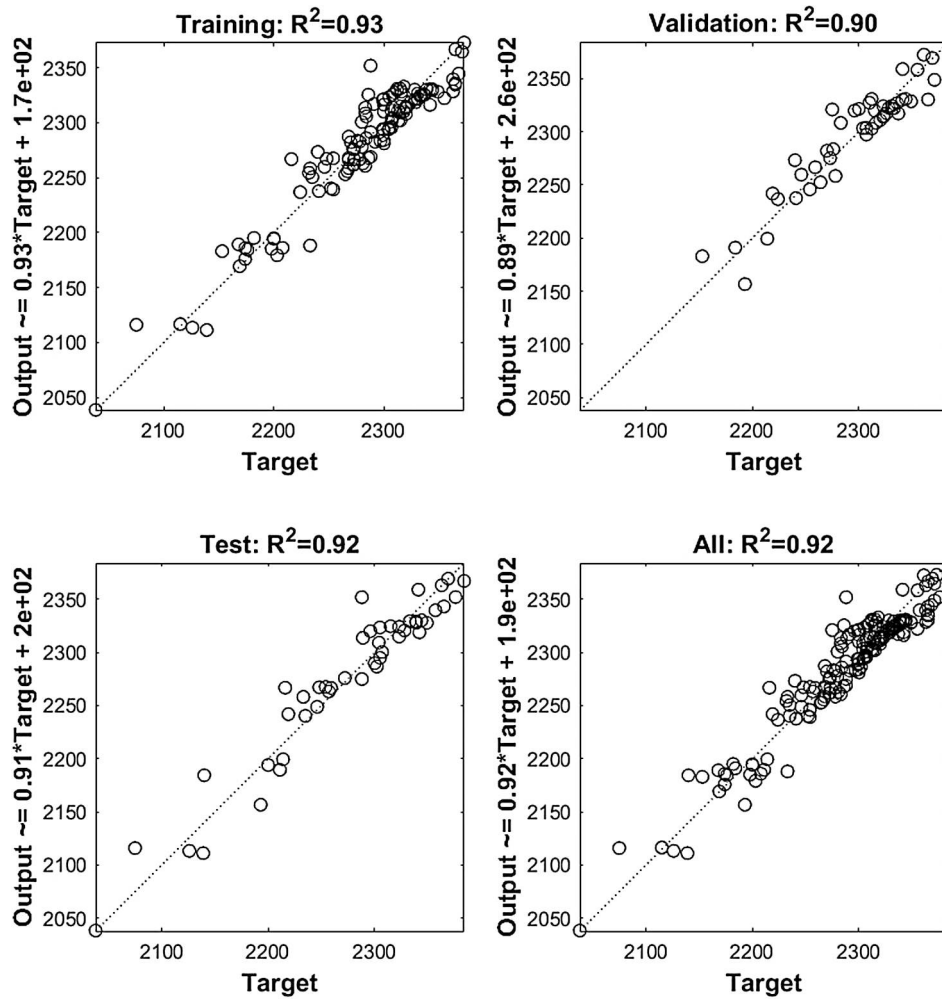 Training: R²=0.93
Output ~= 0.93*Target + 1.7e+02
2350
2300
2250
2200
2150
2100
2050
2100 2200 2300
Target
Validation: R²=0.90
Output ~= 0.89*Target + 2.6e+02
2350
2300
2250
2200
2150
2100
2050
2100 2200 2300
Target
Test: R²=0.92
Output ~= 0.91*Target + 2e+02
2350
2300
2250
2200
2150
2100
2050
2100 2200 2300
Target
All: R²=0.92
Output ~= 0.92*Target + 1.9e+02
2350
2300
2250
2200
2150
2100
2050
2100 2200 2300
Target